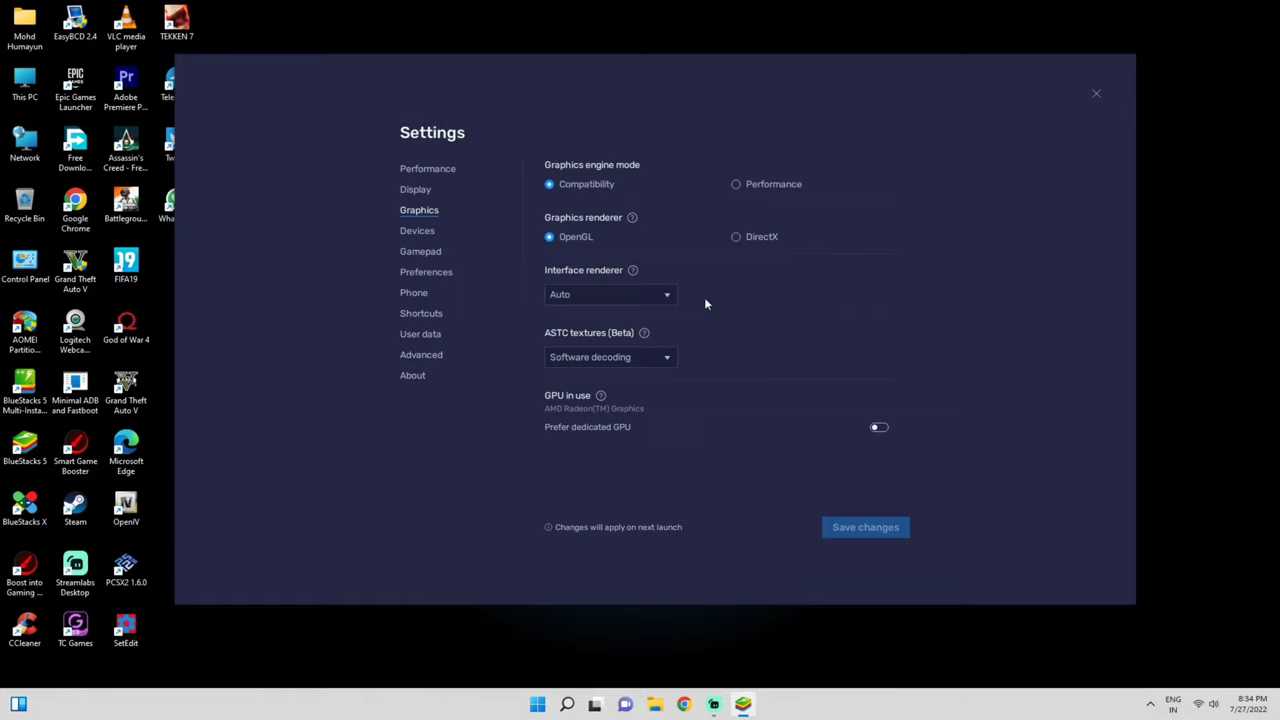 Mohd
Humayun
EasyBCD 2.4
VLC media
player
TEKKEN 7
This PC
Epic Games
Launcher
Adobe
Premiere P...
Tele
Network
Free
Downlo...
Assassin's
Creed - Fre...
Tw
Recycle Bin
Google
Chrome
Battlegrou...
Wha
Control Panel
Grand Theft
Auto V
19
FIFA19
AOMEI
Partitio...
Logitech
Webca...
God of War 4
BlueStacks 5
Multi-Insta...
Minimal ADB
and Fastboot
Grand Theft
Auto V
BlueStacks 5
Smart Game
Booster
Microsoft
Edge
BlueStacks X
Steam
OpenIV
Boost into
Gaming ...
Streamlabs
Desktop
PCSX2 1.6.0
CCleaner
TC Games
SetEdit
Settings
Performance
Display
Graphics
Devices
Gamepad
Preferences
Phone
Shortcuts
User data
Advanced
About
Graphics engine mode
Compatibility
Performance
Graphics renderer ?
OpenGL
DirectX
Interface renderer ?
Auto
ASTC textures (Beta) ?
Software decoding
GPU in use ?
AMD Radeon(TM) Graphics
Prefer dedicated GPU
Changes will apply on next launch
Save changes
ENG
IN
8:34 PM
7/27/2022